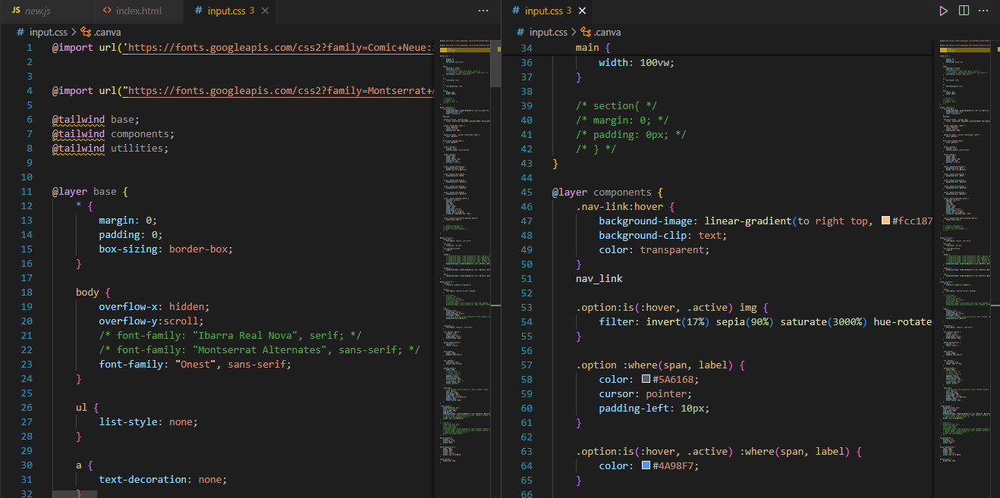 JS new.js
<> index.html
# input.css 3 ×
# input.css > .canva
1 @import url('https://fonts.googleapis.com/css2?family=Comic+Neue:
2
3
4 @import url("https://fonts.googleapis.com/css2?family=Montserrat+
5
6 @tailwind base;
7 @tailwind components;
8 @tailwind utilities;
9
10
11 @layer base {
12 * {
13 margin: 0;
14 padding: 0;
15 box-sizing: border-box;
16 }
17
18 body {
19 overflow-x: hidden;
20 overflow-y:scroll;
21 /* font-family: "Ibarra Real Nova", serif; */
22 /* font-family: "Montserrat Alternates", sans-serif; */
23 font-family: "Onest", sans-serif;
24 }
25
26 ul {
27 list-style: none;
28 }
29
30 a {
31 text-decoration: none;
32 }
# input.css 3 ×
# input.css > .canva
34 main {
36 width: 100vw;
37 }
38
39 /* section{ */
40 /* margin: 0; */
41 /* padding: 0px; */
42 /* } */
43 }
44
45 @layer components {
46 .nav-link:hover {
47 background-image: linear-gradient(to right top, #fcc187
48 background-clip: text;
49 color: transparent;
50 }
51 nav_link
52
53 .option:is(:hover, .active) img {
54 filter: invert(17%) sepia(90%) saturate(3000%) hue-rotate
55 }
56
57 .option :where(span, label) {
58 color: #5A6168;
59 cursor: pointer;
60 padding-left: 10px;
61 }
62
63 .option:is(:hover, .active) :where(span, label) {
64 color: #4A98F7;
65 }
66